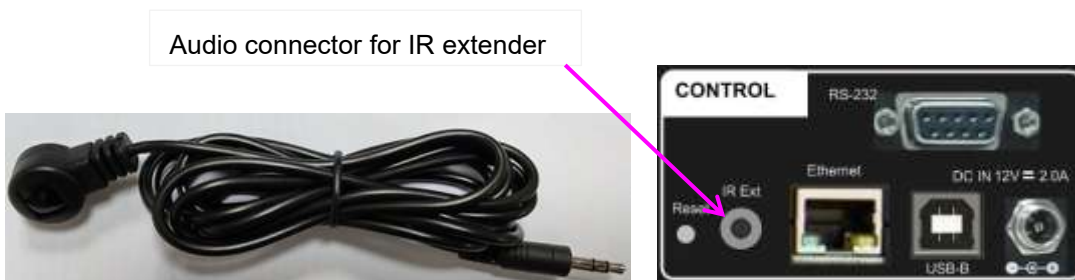 Audio connector for IR extender
CONTROL
RS-232
Ethernet
DC IN 12V ⎓ 2.0A
IR Ext
Reset
USB-B